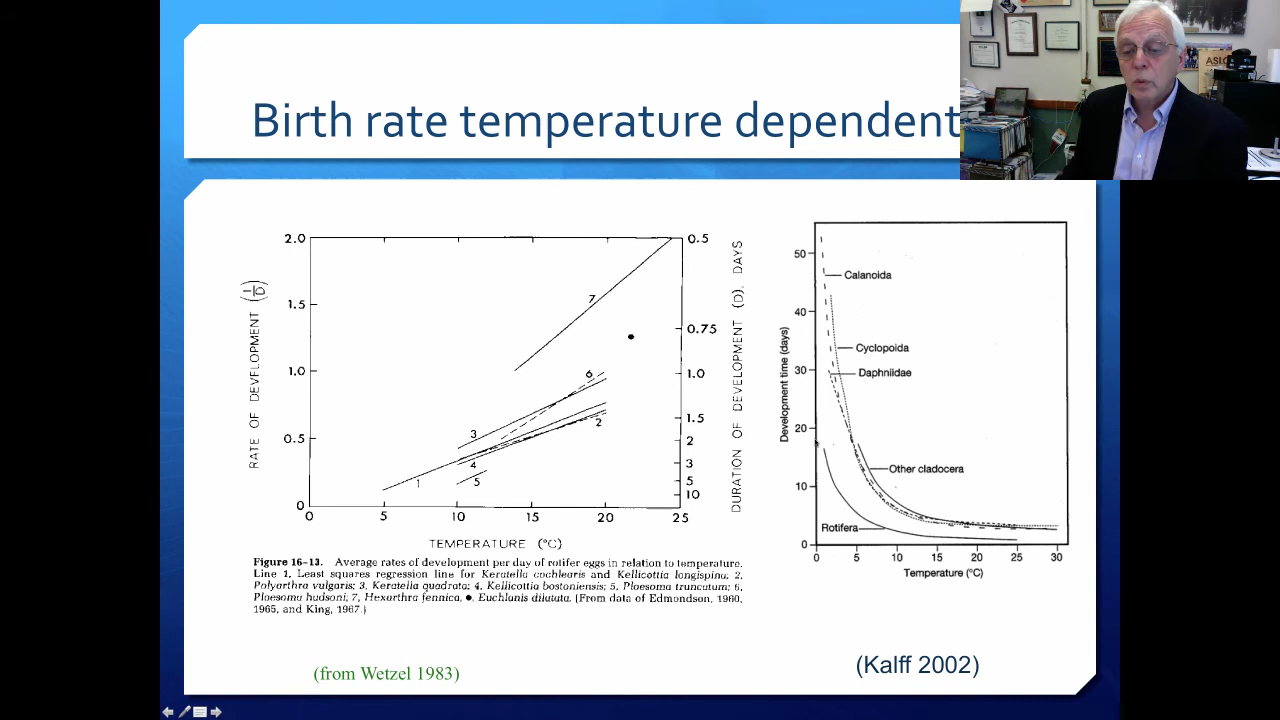 Birth rate temperature dependent
ASLO
2.0
1.5
1.0
0.5
0
RATE OF DEVELOPMENT (1/D)
0 5 10 15 20 25
TEMPERATURE (°C)
0.5
0.75
1.0
1.5
2
3
5
10
DURATION OF DEVELOPMENT (D), DAYS
7
6
3
2
4
5
1
Figure 16-13. Average rates of development per day of rotifer eggs in relation to temperature.
Line 1, Least squares regression line for Keratella cochlearis and Kellicottia longispina; 2,
Polyarthra vulgaris; 3, Keratella quadrata; 4, Kellicottia bostoniensis; 5, Ploesoma truncatum; 6,
Ploesoma hudsoni; 7, Hexarthra fennica, ●, Euchlanis dilatata. (From data of Edmondson, 1960,
1965, and King, 1967.)
(from Wetzel 1983)
50
40
30
20
10
0
Development time (days)
Calanoida
Cyclopoida
Daphniidae
Other cladocera
Rotifera
0 5 10 15 20 25 30
Temperature (°C)
(Kalff 2002)